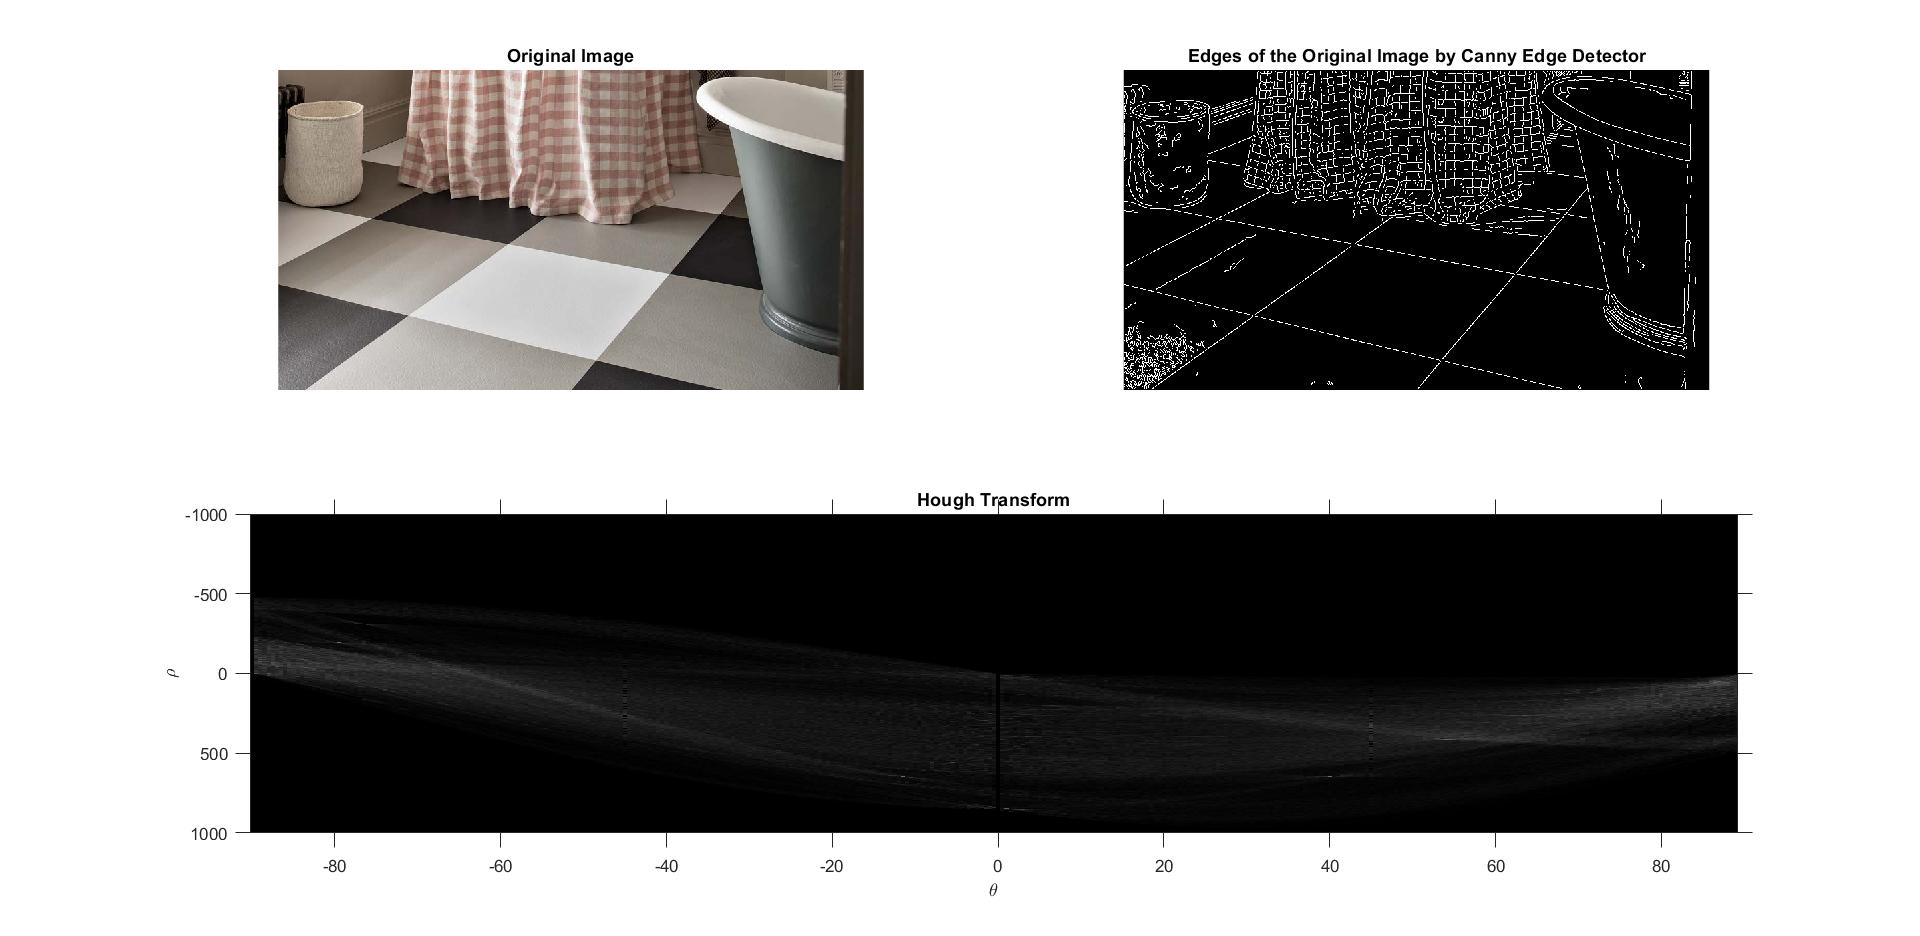 Original Image
Edges of the Original Image by Canny Edge Detector
Hough Transform
-1000
-500
0
500
1000
ρ
-80
-60
-40
-20
0
20
40
60
80
θ